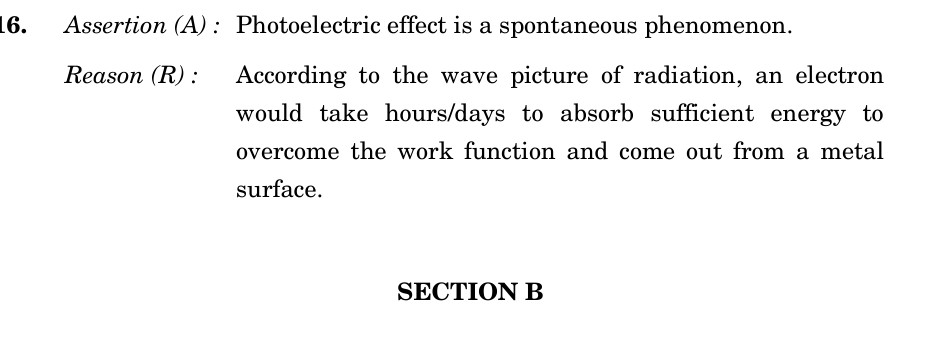 16. Assertion (A) : Photoelectric effect is a spontaneous phenomenon.
Reason (R) : According to the wave picture of radiation, an electron
would take hours/days to absorb sufficient energy to
overcome the work function and come out from a metal
surface.
SECTION B